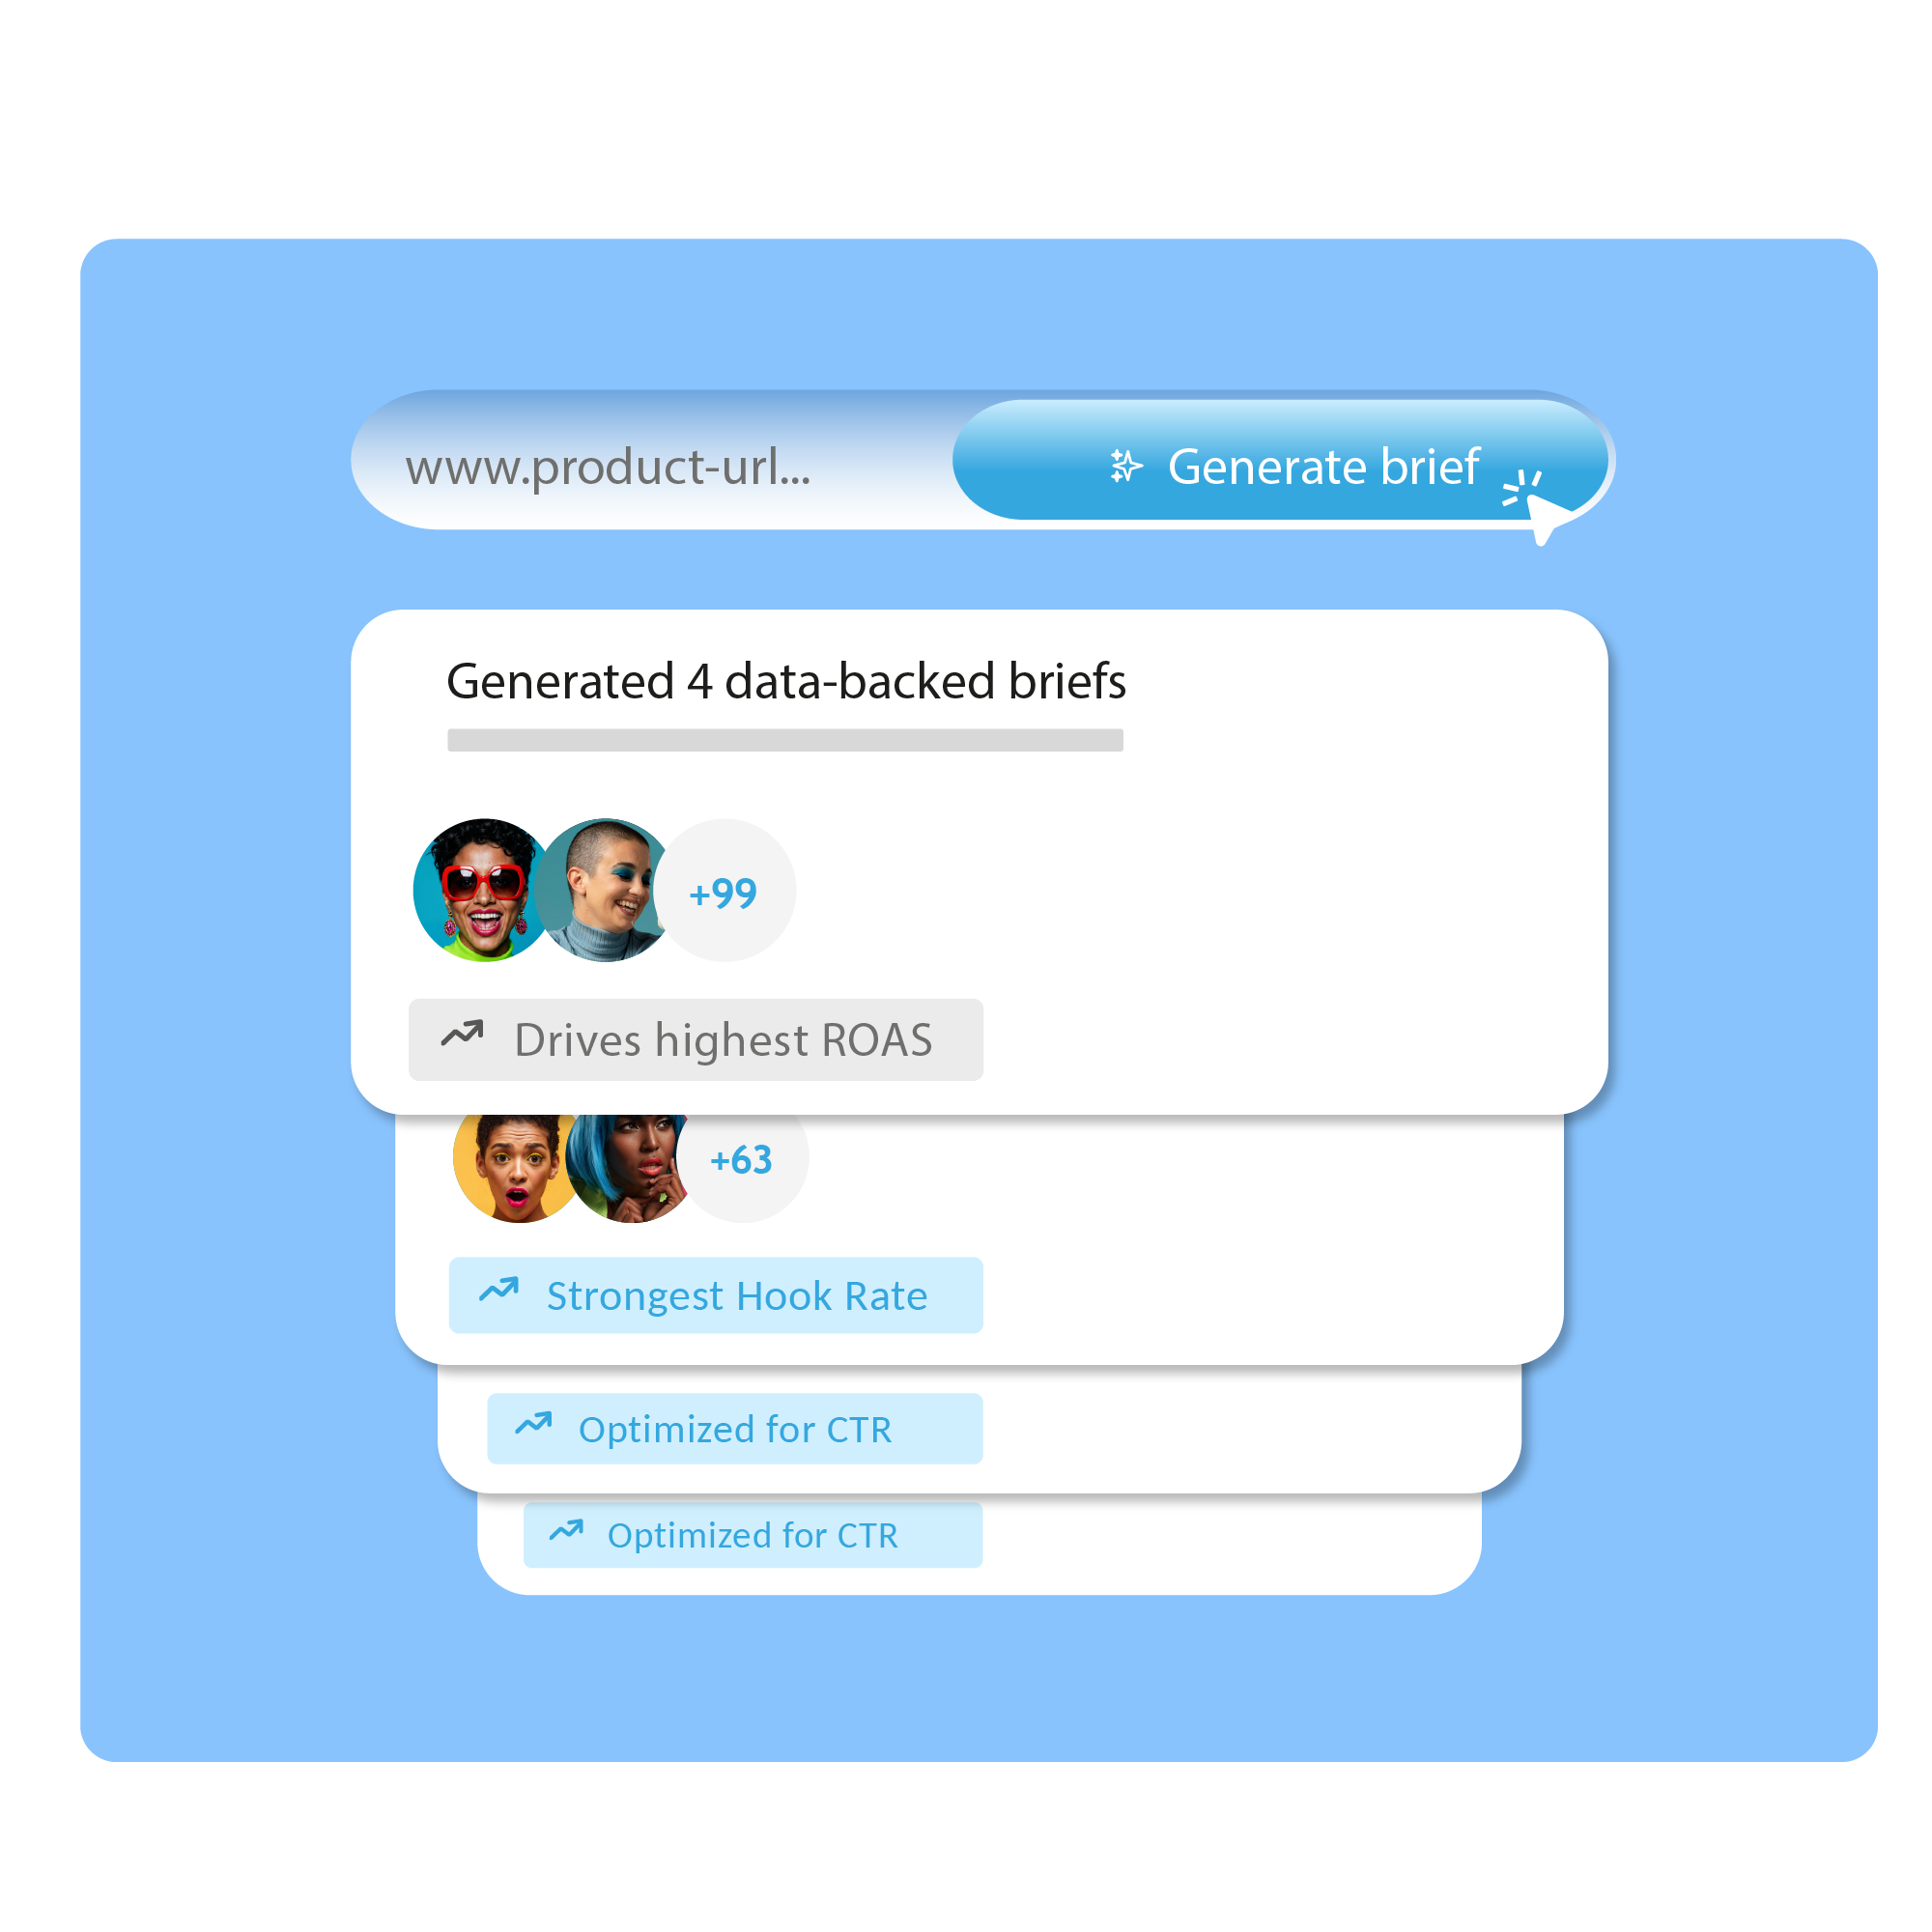 www.product-url...
Generate brief
Generated 4 data-backed briefs
+99
Drives highest ROAS
+63
Strongest Hook Rate
Optimized for CTR
Optimized for CTR